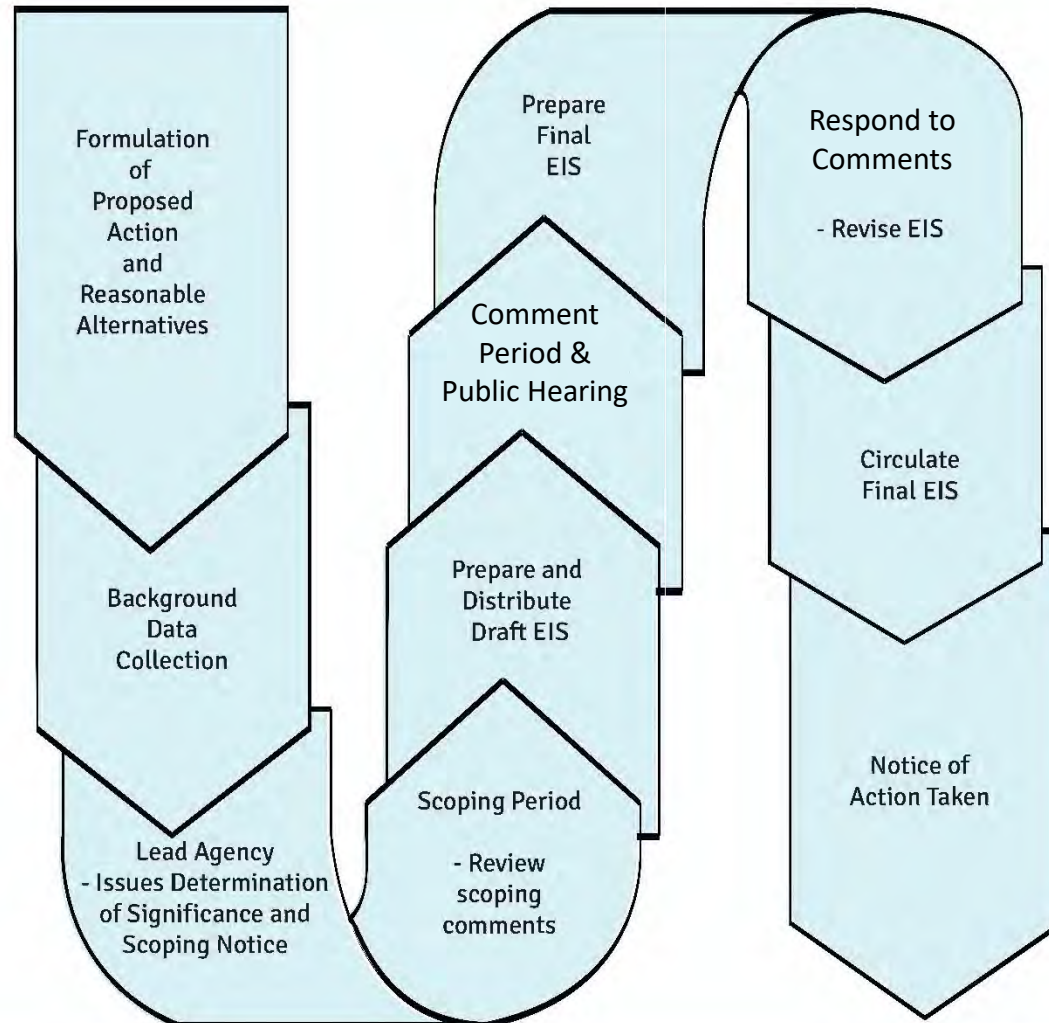 Formulation
of
Proposed
Action
and
Reasonable
Alternatives
Background
Data
Collection
Lead Agency
- Issues Determination
of Significance and
Scoping Notice
Scoping Period
- Review
scoping
comments
Prepare and
Distribute
Draft EIS
Comment
Period &
Public Hearing
Prepare
Final
EIS
Respond to
Comments
- Revise EIS
Circulate
Final EIS
Notice of
Action Taken